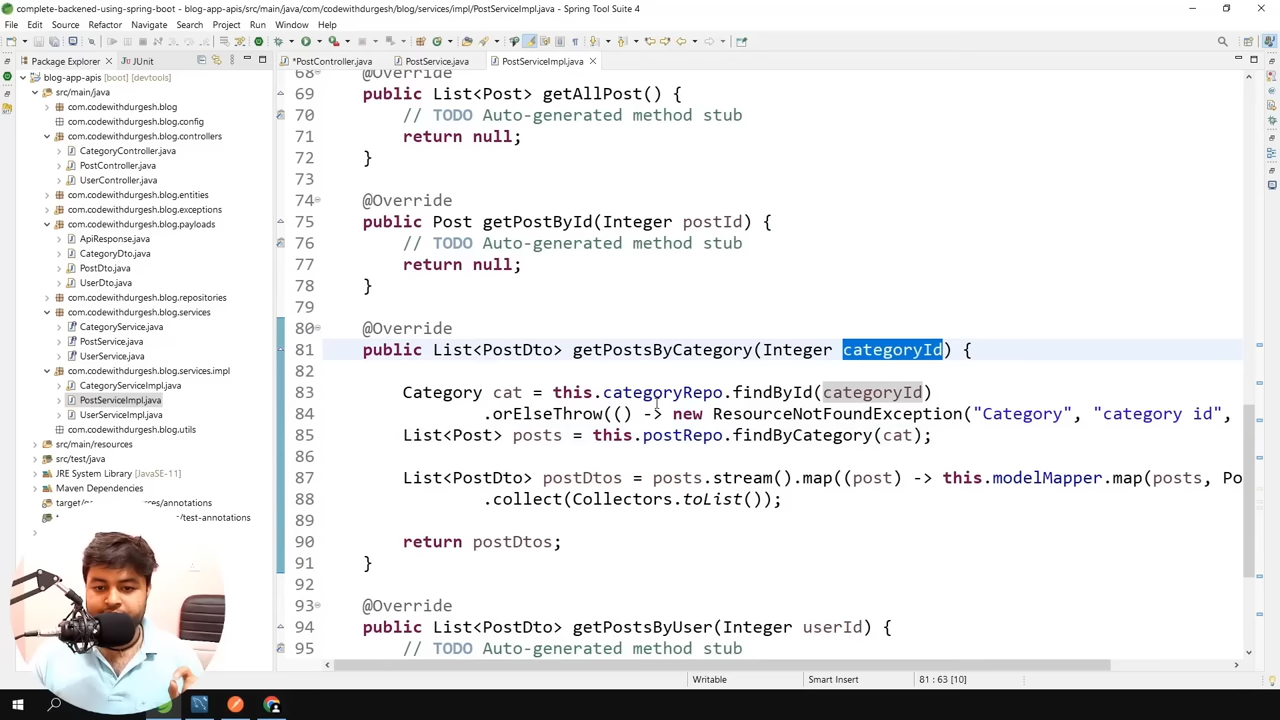 complete-backened-using-spring-boot - blog-app-apis/src/main/java/com/codewithdurgesh/blog/services/impl/PostServiceImpl.java - Spring Tool Suite 4
File Edit Source Refactor Navigate Search Project Run Window Help
Package Explorer JUnit
*PostController.java PostService.java PostServiceImpl.java
blog-app-apis [boot] [devtools]
src/main/java
com.codewithdurgesh.blog
com.codewithdurgesh.blog.config
com.codewithdurgesh.blog.controllers
CategoryController.java
PostController.java
UserController.java
com.codewithdurgesh.blog.entities
com.codewithdurgesh.blog.exceptions
com.codewithdurgesh.blog.payloads
ApiResponse.java
CategoryDto.java
PostDto.java
UserDto.java
com.codewithdurgesh.blog.repositories
com.codewithdurgesh.blog.services
CategoryService.java
PostService.java
UserService.java
com.codewithdurgesh.blog.services.impl
CategoryServiceImpl.java
PostServiceImpl.java
UserServiceImpl.java
com.codewithdurgesh.blog.utils
src/main/resources
src/test/java
JRE System Library [JavaSE-11]
Maven Dependencies
68 @Override
69 public List<Post> getAllPost() {
70 // TODO Auto-generated method stub
71 return null;
72 }
73
74 @Override
75 public Post getPostById(Integer postId) {
76 // TODO Auto-generated method stub
77 return null;
78 }
79
80 @Override
81 public List<PostDto> getPostsByCategory(Integer categoryId) {
82
83 Category cat = this.categoryRepo.findById(categoryId)
84 .orElseThrow(() -> new ResourceNotFoundException("Category", "category id",
85 List<Post> posts = this.postRepo.findByCategory(cat);
86
87 List<PostDto> postDtos = posts.stream().map((post) -> this.modelMapper.map(posts, Po
88 .collect(Collectors.toList());
89
90 return postDtos;
91 }
92
93 @Override
94 public List<PostDto> getPostsByUser(Integer userId) {
95 // TODO Auto-generated method stub
Writable Smart Insert 81 : 63 [10]